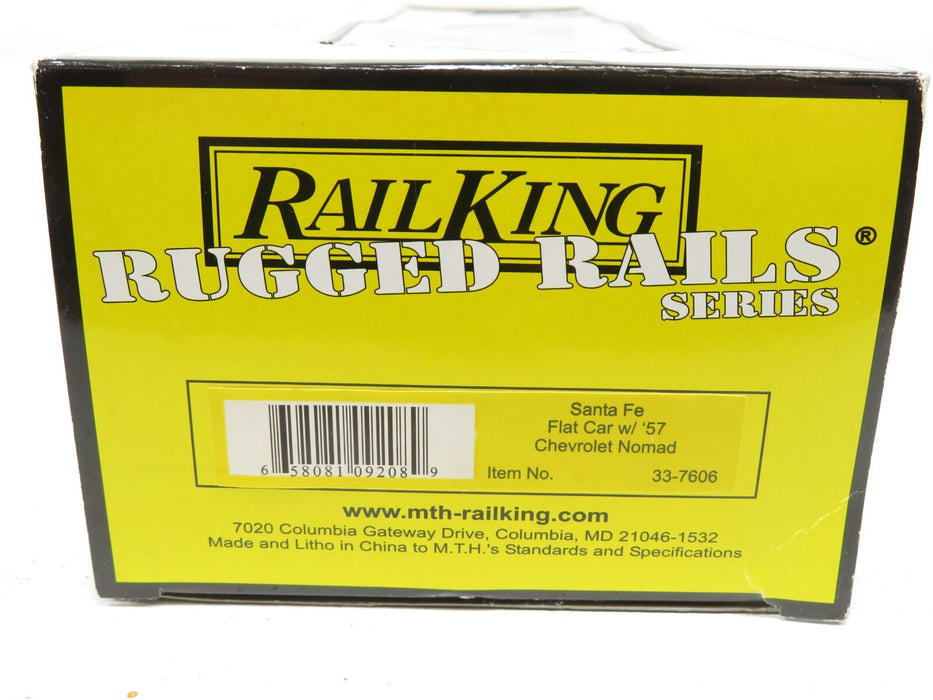 RAILKING
RUGGED RAILS®
SERIES
Santa Fe
Flat Car w/ ‘57
Chevrolet Nomad
6 58081 09208 9
Item No. 33-7606
www.mth-railking.com
7020 Columbia Gateway Drive, Columbia, MD 21046-1532
Made and Litho in China to M.T.H.'s Standards and Specifications